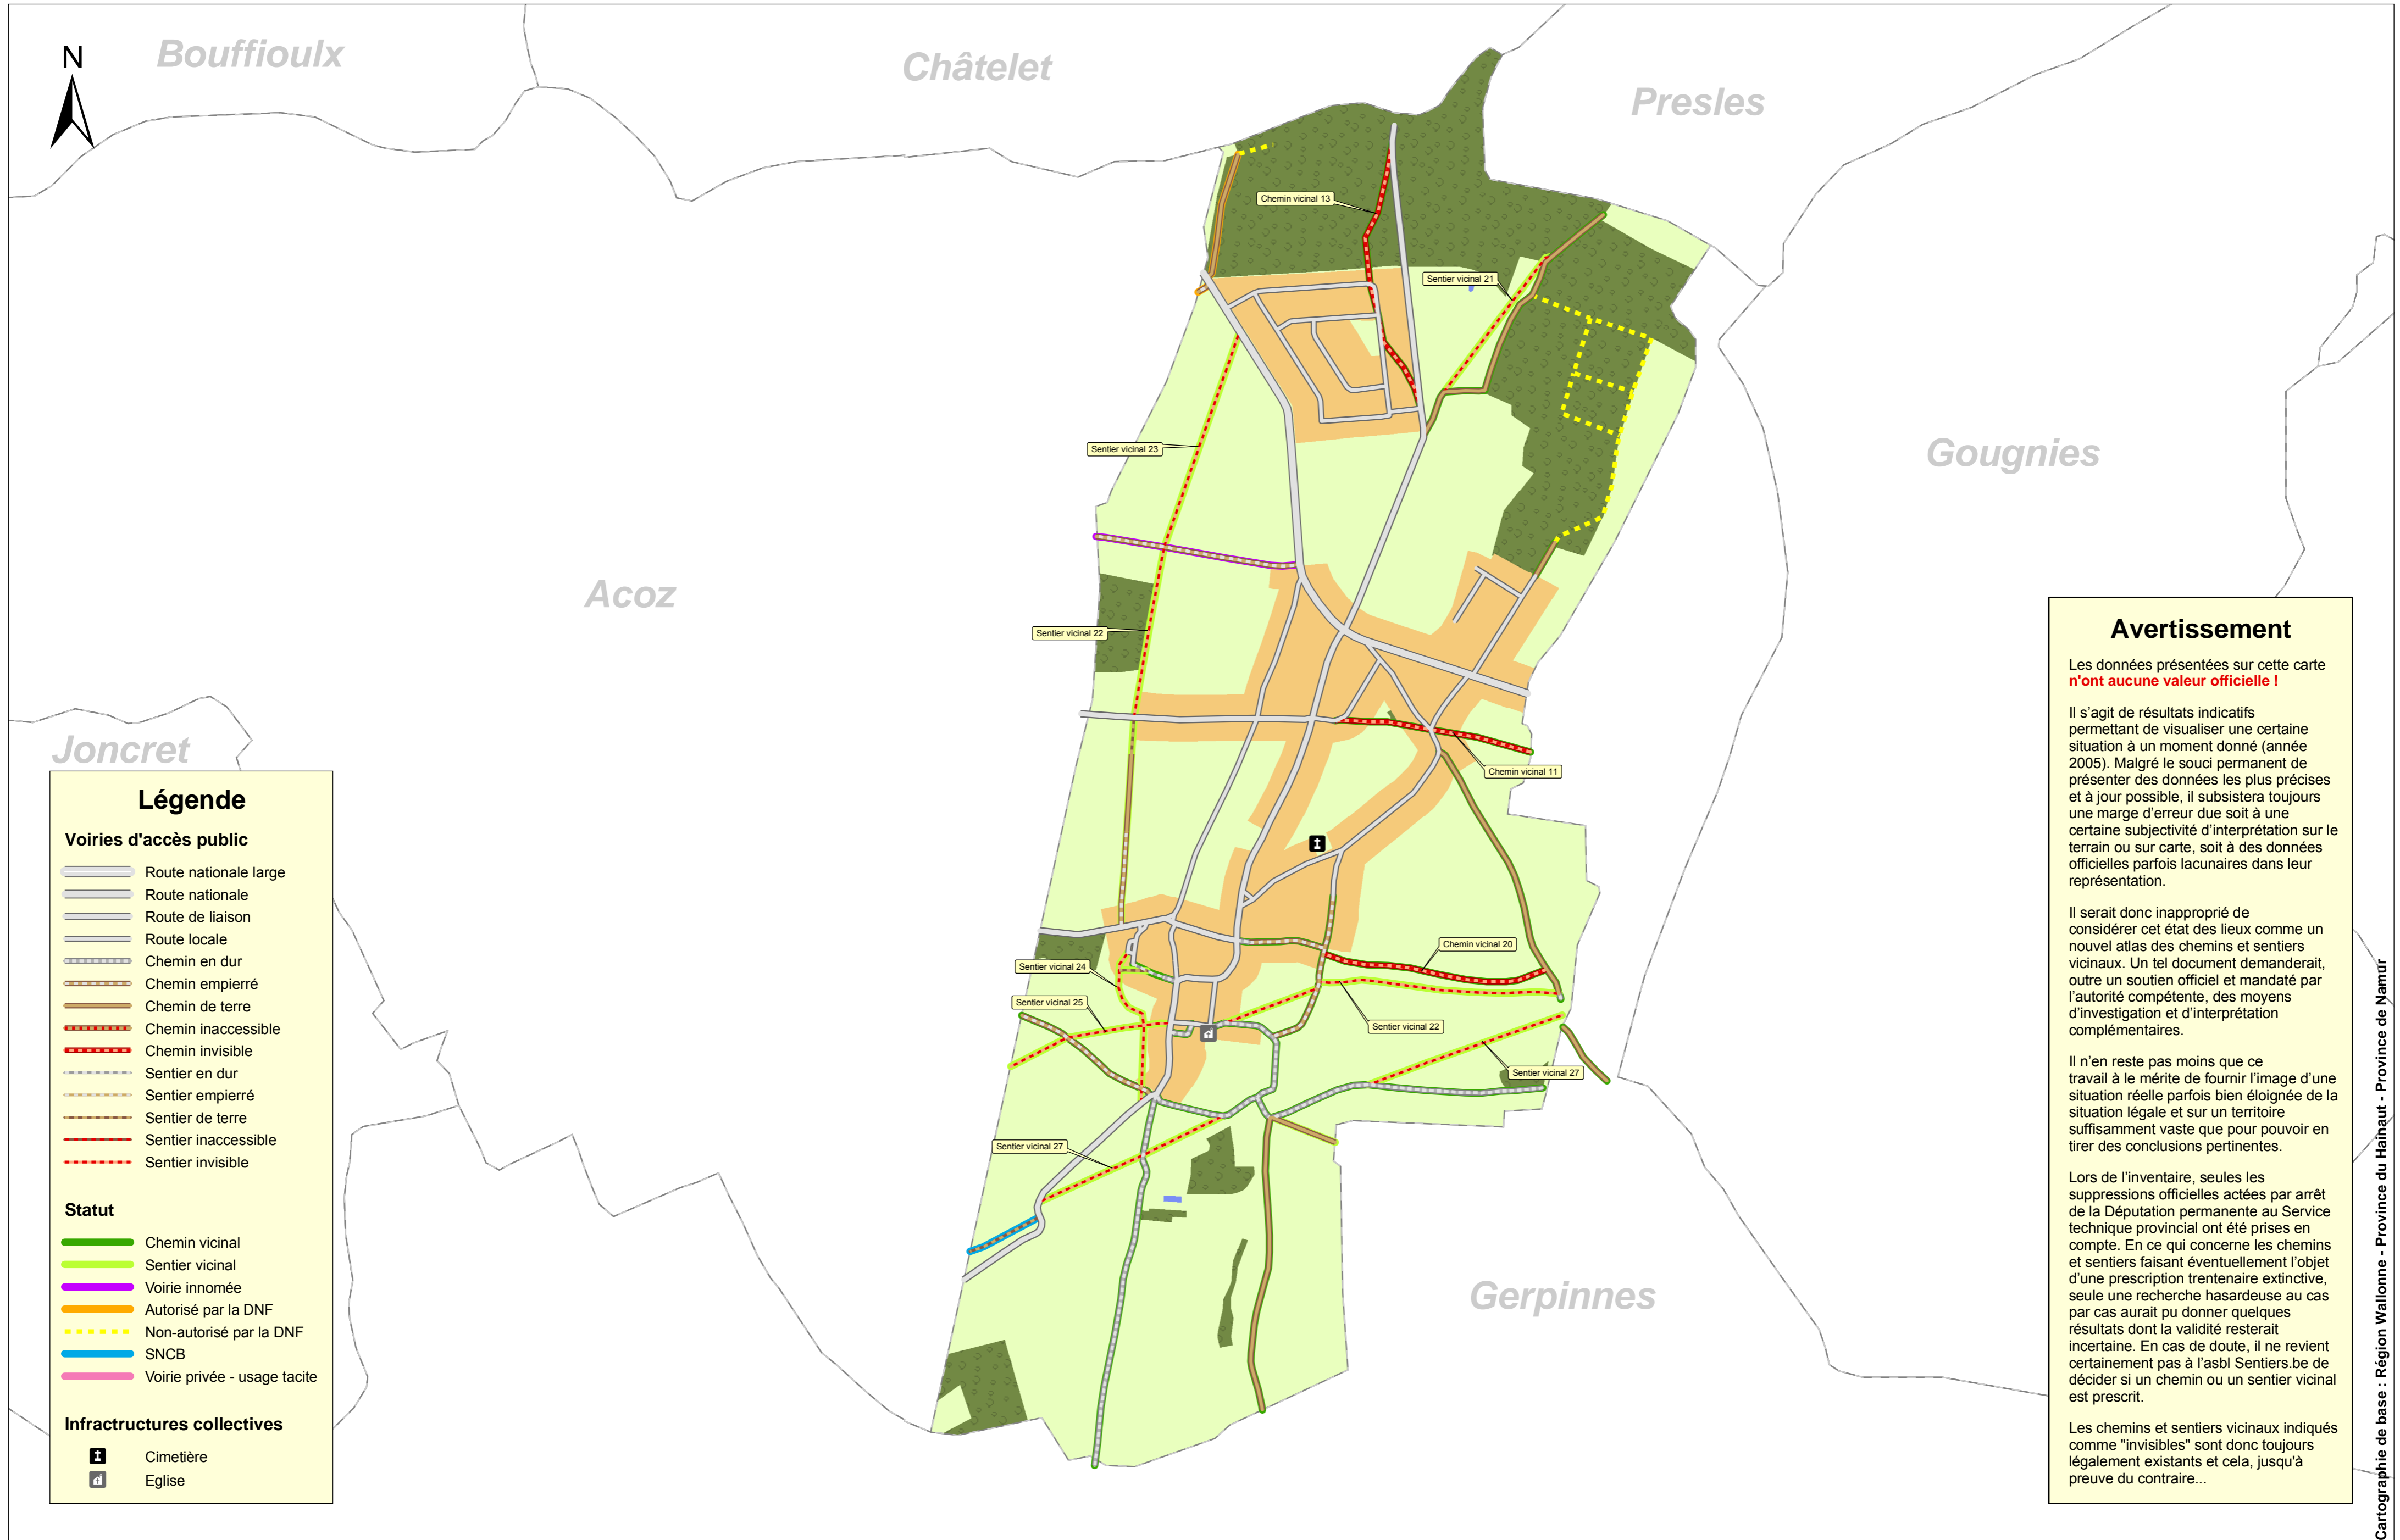 N
Bouffioulx
Châtelet
Presles
Gougnies
Acoz
Joncret
Gerpinnes
Chemin vicinal 13
Sentier vicinal 21
Sentier vicinal 23
Sentier vicinal 22
Chemin vicinal 11
Chemin vicinal 20
Sentier vicinal 24
Sentier vicinal 25
Sentier vicinal 22
Sentier vicinal 27
Sentier vicinal 27
Légende
Voiries d'accès public
Route nationale large
Route nationale
Route de liaison
Route locale
Chemin en dur
Chemin empierré
Chemin de terre
Chemin inaccessible
Chemin invisible
Sentier en dur
Sentier empierré
Sentier de terre
Sentier inaccessible
Sentier invisible
Statut
Chemin vicinal
Sentier vicinal
Voirie innomée
Autorisé par la DNF
Non-autorisé par la DNF
SNCB
Voirie privée - usage tacite
Infractructures collectives
Cimetière
Eglise
Avertissement
Les données présentées sur cette carte
n'ont aucune valeur officielle !
Il s'agit de résultats indicatifs
permettant de visualiser une certaine
situation à un moment donné (année
2005). Malgré le souci permanent de
présenter des données les plus précises
et à jour possible, il subsistera toujours
une marge d'erreur due soit à une
certaine subjectivité d'interprétation sur le
terrain ou sur carte, soit à des données
officielles parfois lacunaires dans leur
représentation.
Il serait donc inapproprié de
considérer cet état des lieux comme un
nouvel atlas des chemins et sentiers
vicinaux. Un tel document demanderait,
outre un soutien officiel et mandaté par
l'autorité compétente, des moyens
d'investigation et d'interprétation
complémentaires.
Il n'en reste pas moins que ce
travail à le mérite de fournir l'image d'une
situation réelle parfois bien éloignée de la
situation légale et sur un territoire
suffisamment vaste que pour pouvoir en
tirer des conclusions pertinentes.
Lors de l'inventaire, seules les
suppressions officielles actées par arrêt
de la Députation permanente au Service
technique provincial ont été prises en
compte. En ce qui concerne les chemins
et sentiers faisant éventuellement l'objet
d'une prescription trentenaire extinctive,
seule une recherche hasardeuse au cas
par cas aurait pu donner quelques
résultats dont la validité resterait
incertaine. En cas de doute, il ne revient
certainement pas à l'asbl Sentiers.be de
décider si un chemin ou un sentier vicinal
est prescrit.
Les chemins et sentiers vicinaux indiqués
comme "invisibles" sont donc toujours
légalement existants et cela, jusqu'à
preuve du contraire...
Cartographie de base : Région Wallonne - Province du Hainaut - Province de Namur